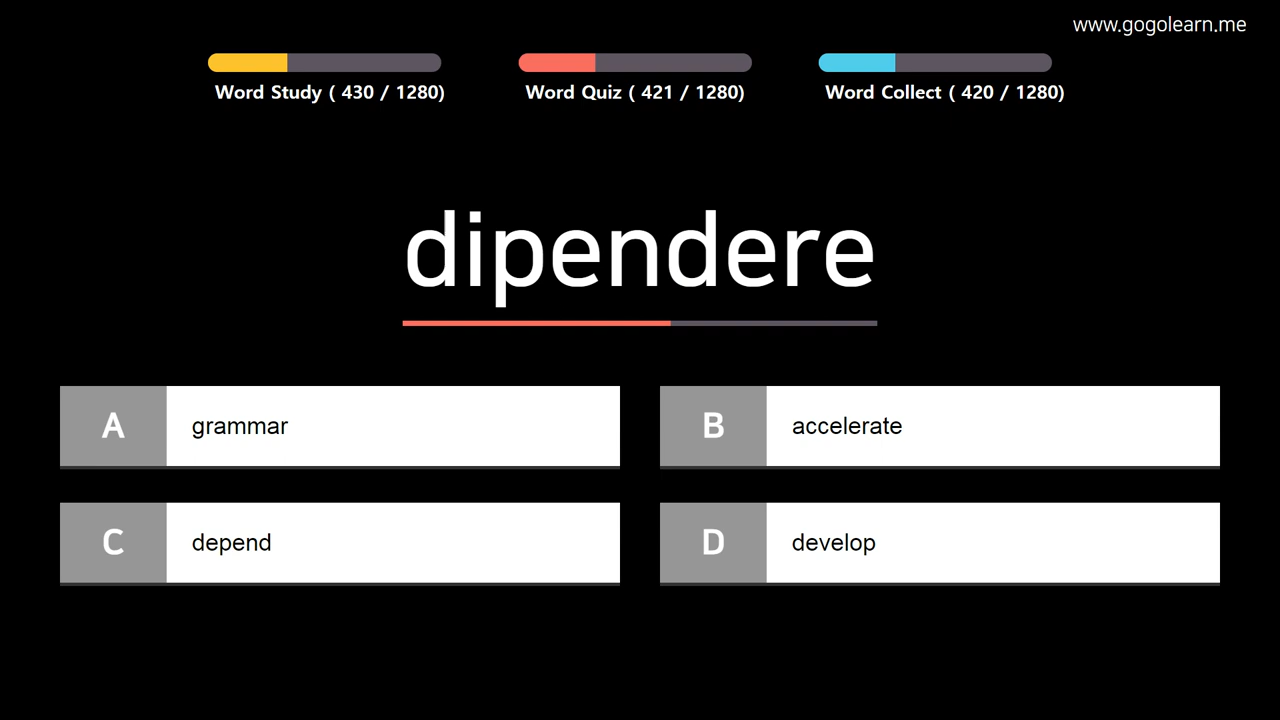 www.gogolearn.me
Word Study ( 430 / 1280)
Word Quiz ( 421 / 1280)
Word Collect ( 420 / 1280)
dipendere
A grammar
B accelerate
C depend
D develop